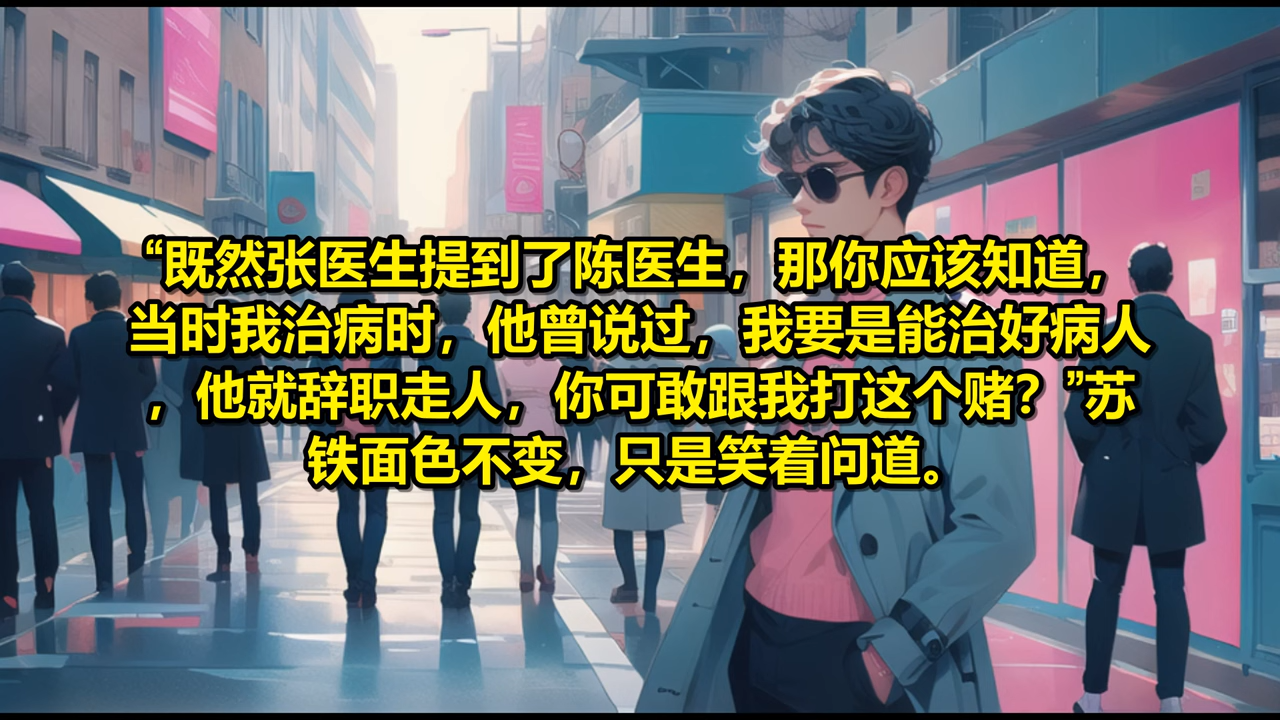 “既然张医生提到了陈医生，那你应该知道，
当时我治病时，他曾说过，我要是能治好病人
，他就辞职走人，你可敢跟我打这个赌？”苏
铁面色不变，只是笑着问道。